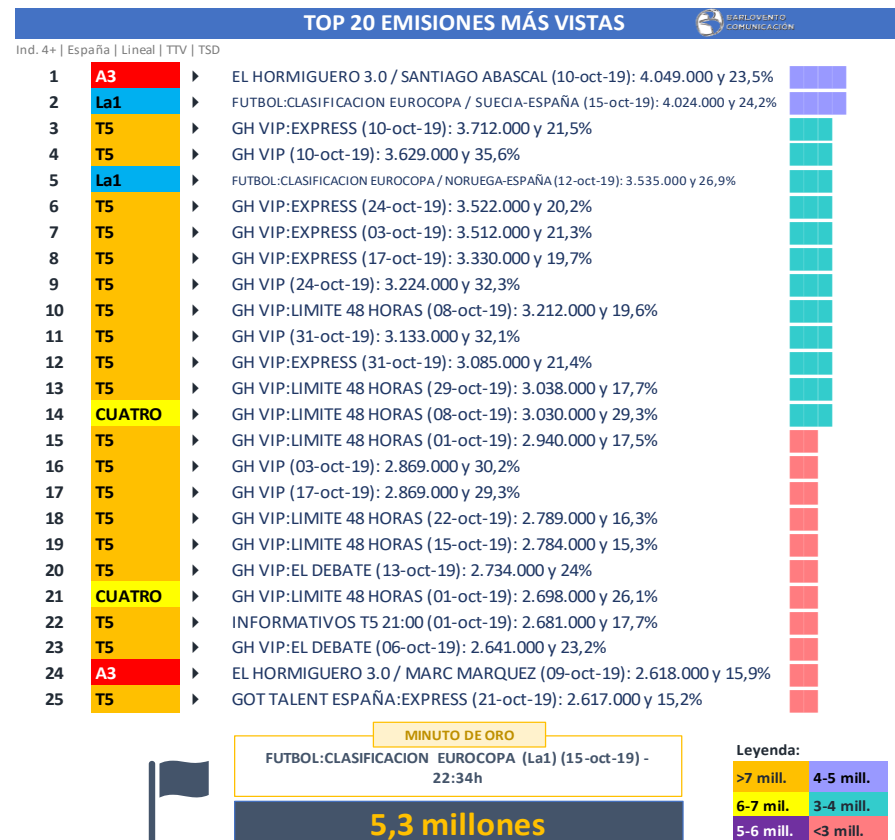 TOP 20 EMISIONES MÁS VISTAS
BARLOVENTO
COMUNICACIÓN
Ind. 4+ | España | Lineal | TTV | TSD
1 A3 EL HORMIGUERO 3.0 / SANTIAGO ABASCAL (10-oct-19): 4.049.000 y 23,5%
2 La1 FUTBOL:CLASIFICACION EUROCOPA / SUECIA-ESPAÑA (15-oct-19): 4.024.000 y 24,2%
3 T5 GH VIP:EXPRESS (10-oct-19): 3.712.000 y 21,5%
4 T5 GH VIP (10-oct-19): 3.629.000 y 35,6%
5 La1 FUTBOL:CLASIFICACION EUROCOPA / NORUEGA-ESPAÑA (12-oct-19): 3.535.000 y 26,9%
6 T5 GH VIP:EXPRESS (24-oct-19): 3.522.000 y 20,2%
7 T5 GH VIP:EXPRESS (03-oct-19): 3.512.000 y 21,3%
8 T5 GH VIP:EXPRESS (17-oct-19): 3.330.000 y 19,7%
9 T5 GH VIP (24-oct-19): 3.224.000 y 32,3%
10 T5 GH VIP:LIMITE 48 HORAS (08-oct-19): 3.212.000 y 19,6%
11 T5 GH VIP (31-oct-19): 3.133.000 y 32,1%
12 T5 GH VIP:EXPRESS (31-oct-19): 3.085.000 y 21,4%
13 T5 GH VIP:LIMITE 48 HORAS (29-oct-19): 3.038.000 y 17,7%
14 CUATRO GH VIP:LIMITE 48 HORAS (08-oct-19): 3.030.000 y 29,3%
15 T5 GH VIP:LIMITE 48 HORAS (01-oct-19): 2.940.000 y 17,5%
16 T5 GH VIP (03-oct-19): 2.869.000 y 30,2%
17 T5 GH VIP (17-oct-19): 2.869.000 y 29,3%
18 T5 GH VIP:LIMITE 48 HORAS (22-oct-19): 2.789.000 y 16,3%
19 T5 GH VIP:LIMITE 48 HORAS (15-oct-19): 2.784.000 y 15,3%
20 T5 GH VIP:EL DEBATE (13-oct-19): 2.734.000 y 24%
21 CUATRO GH VIP:LIMITE 48 HORAS (01-oct-19): 2.698.000 y 26,1%
22 T5 INFORMATIVOS T5 21:00 (01-oct-19): 2.681.000 y 17,7%
23 T5 GH VIP:EL DEBATE (06-oct-19): 2.641.000 y 23,2%
24 A3 EL HORMIGUERO 3.0 / MARC MARQUEZ (09-oct-19): 2.618.000 y 15,9%
25 T5 GOT TALENT ESPAÑA:EXPRESS (21-oct-19): 2.617.000 y 15,2%
MINUTO DE ORO
FUTBOL:CLASIFICACION EUROCOPA (La1) (15-oct-19) -
22:34h
5,3 millones
Leyenda:
>7 mill. 4-5 mill.
6-7 mil. 3-4 mill.
5-6 mill. <3 mill.